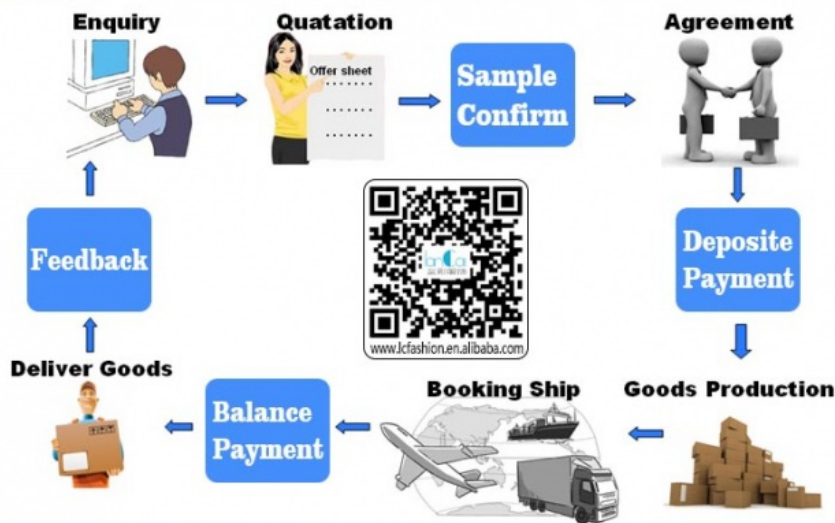 Enquiry
Quatation
Agreement
Offer sheet
Sample
Confirm
Deposite
Payment
Feedback
www.lcfashion.en.alibaba.com
Deliver Goods
Balance
Payment
Booking Ship
Goods Production